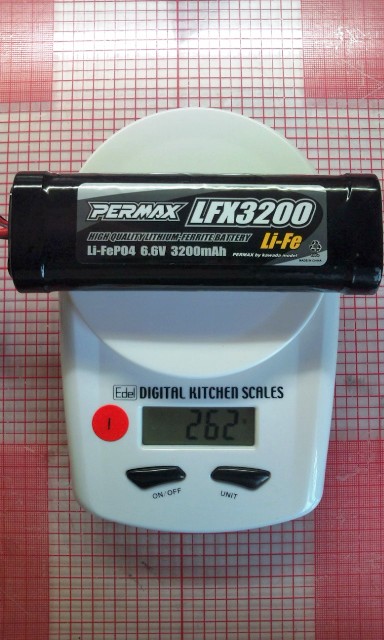 PERMAX LFX3200
HIGH QUALITY LITHIUM-FERRITE BATTERY
Li-Fe
Li-FePO4 6.6V 3200mAh
PERMAX by kawada model
Edel DIGITAL KITCHEN SCALES
I
262
ON/OFF
UNIT